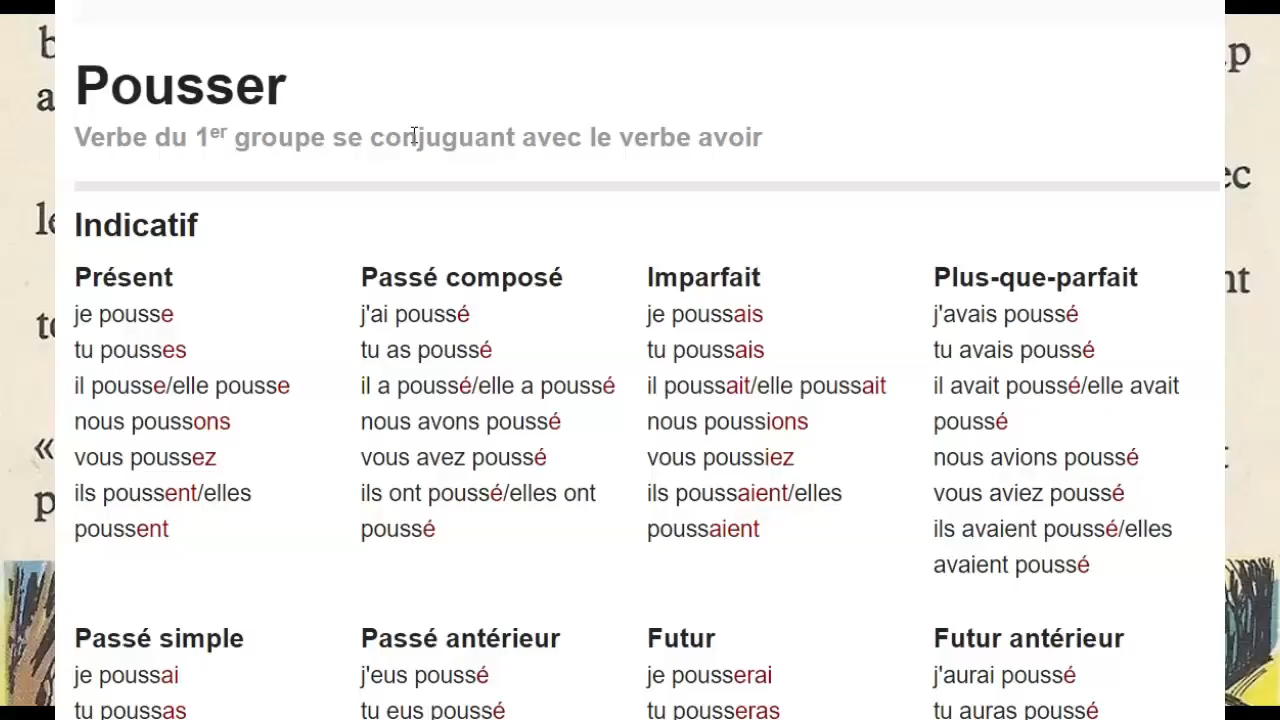 Pousser
Verbe du 1er groupe se conjuguant avec le verbe avoir
Indicatif
Présent
je pousse
tu pousses
il pousse/elle pousse
nous poussons
vous poussez
ils poussent/elles
poussent
Passé composé
j'ai poussé
tu as poussé
il a poussé/elle a poussé
nous avons poussé
vous avez poussé
ils ont poussé/elles ont
poussé
Imparfait
je poussais
tu poussais
il poussait/elle poussait
nous poussions
vous poussiez
ils poussaient/elles
poussaient
Plus-que-parfait
j'avais poussé
tu avais poussé
il avait poussé/elle avait
poussé
nous avions poussé
vous aviez poussé
ils avaient poussé/elles
avaient poussé
Passé simple
je poussai
tu poussas
Passé antérieur
j'eus poussé
tu eus poussé
Futur
je pousserai
tu pousseras
Futur antérieur
j'aurai poussé
tu auras poussé